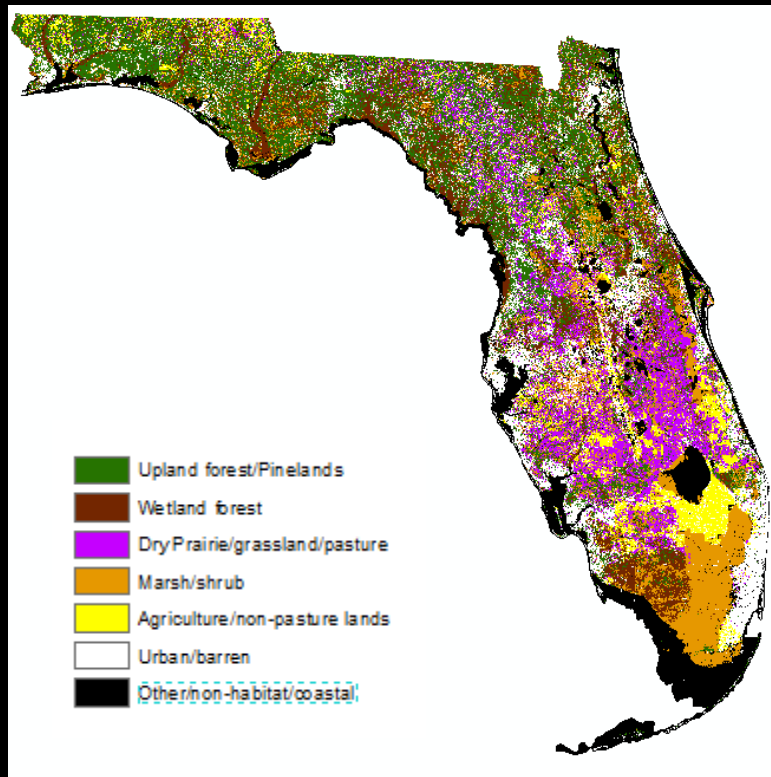 Upland forest/Pinelands
Wetland forest
Dry Prairie/grassland/pasture
Marsh/shrub
Agriculture/non-pasture lands
Urban/barren
Other/non-habitat/coastal